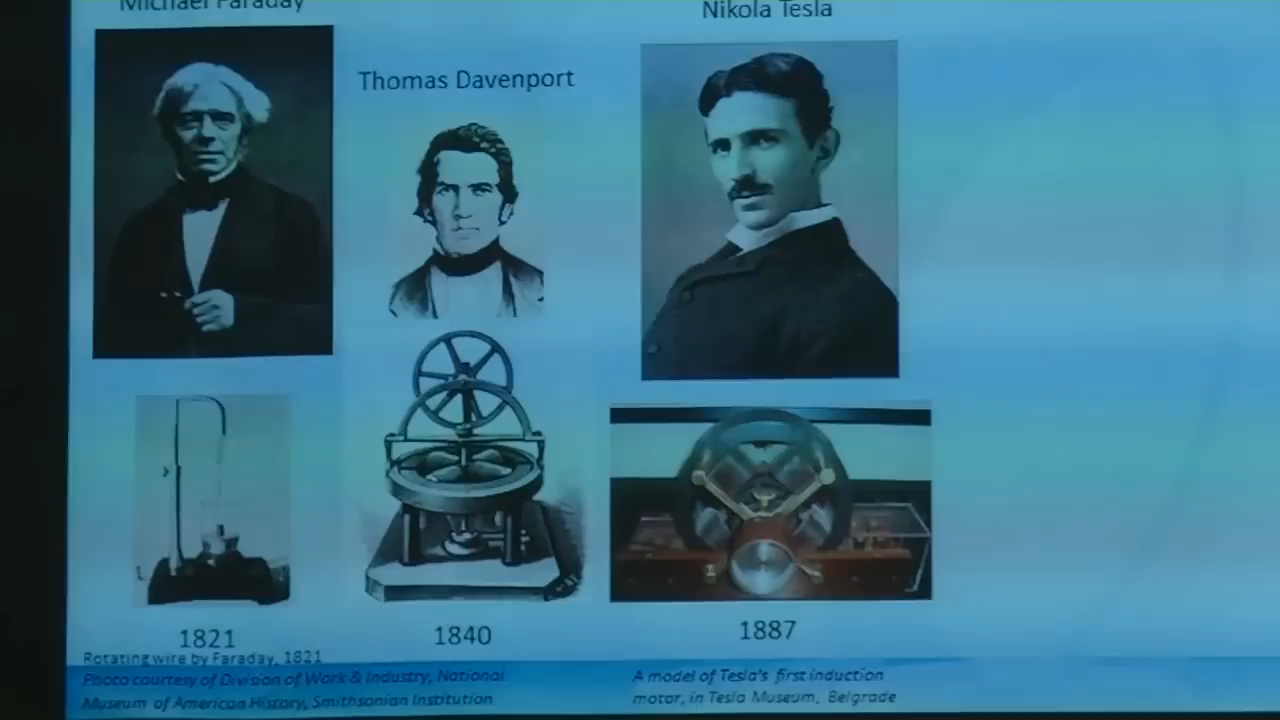 Michael Faraday
Nikola Tesla
Thomas Davenport
1821
1840
1887
Rotating wire by Faraday, 1821
Photo courtesy of Division of Work & Industry, National
Museum of American History, Smithsonian Institution
A model of Tesla's first induction
motor, in Tesla Museum, Belgrade